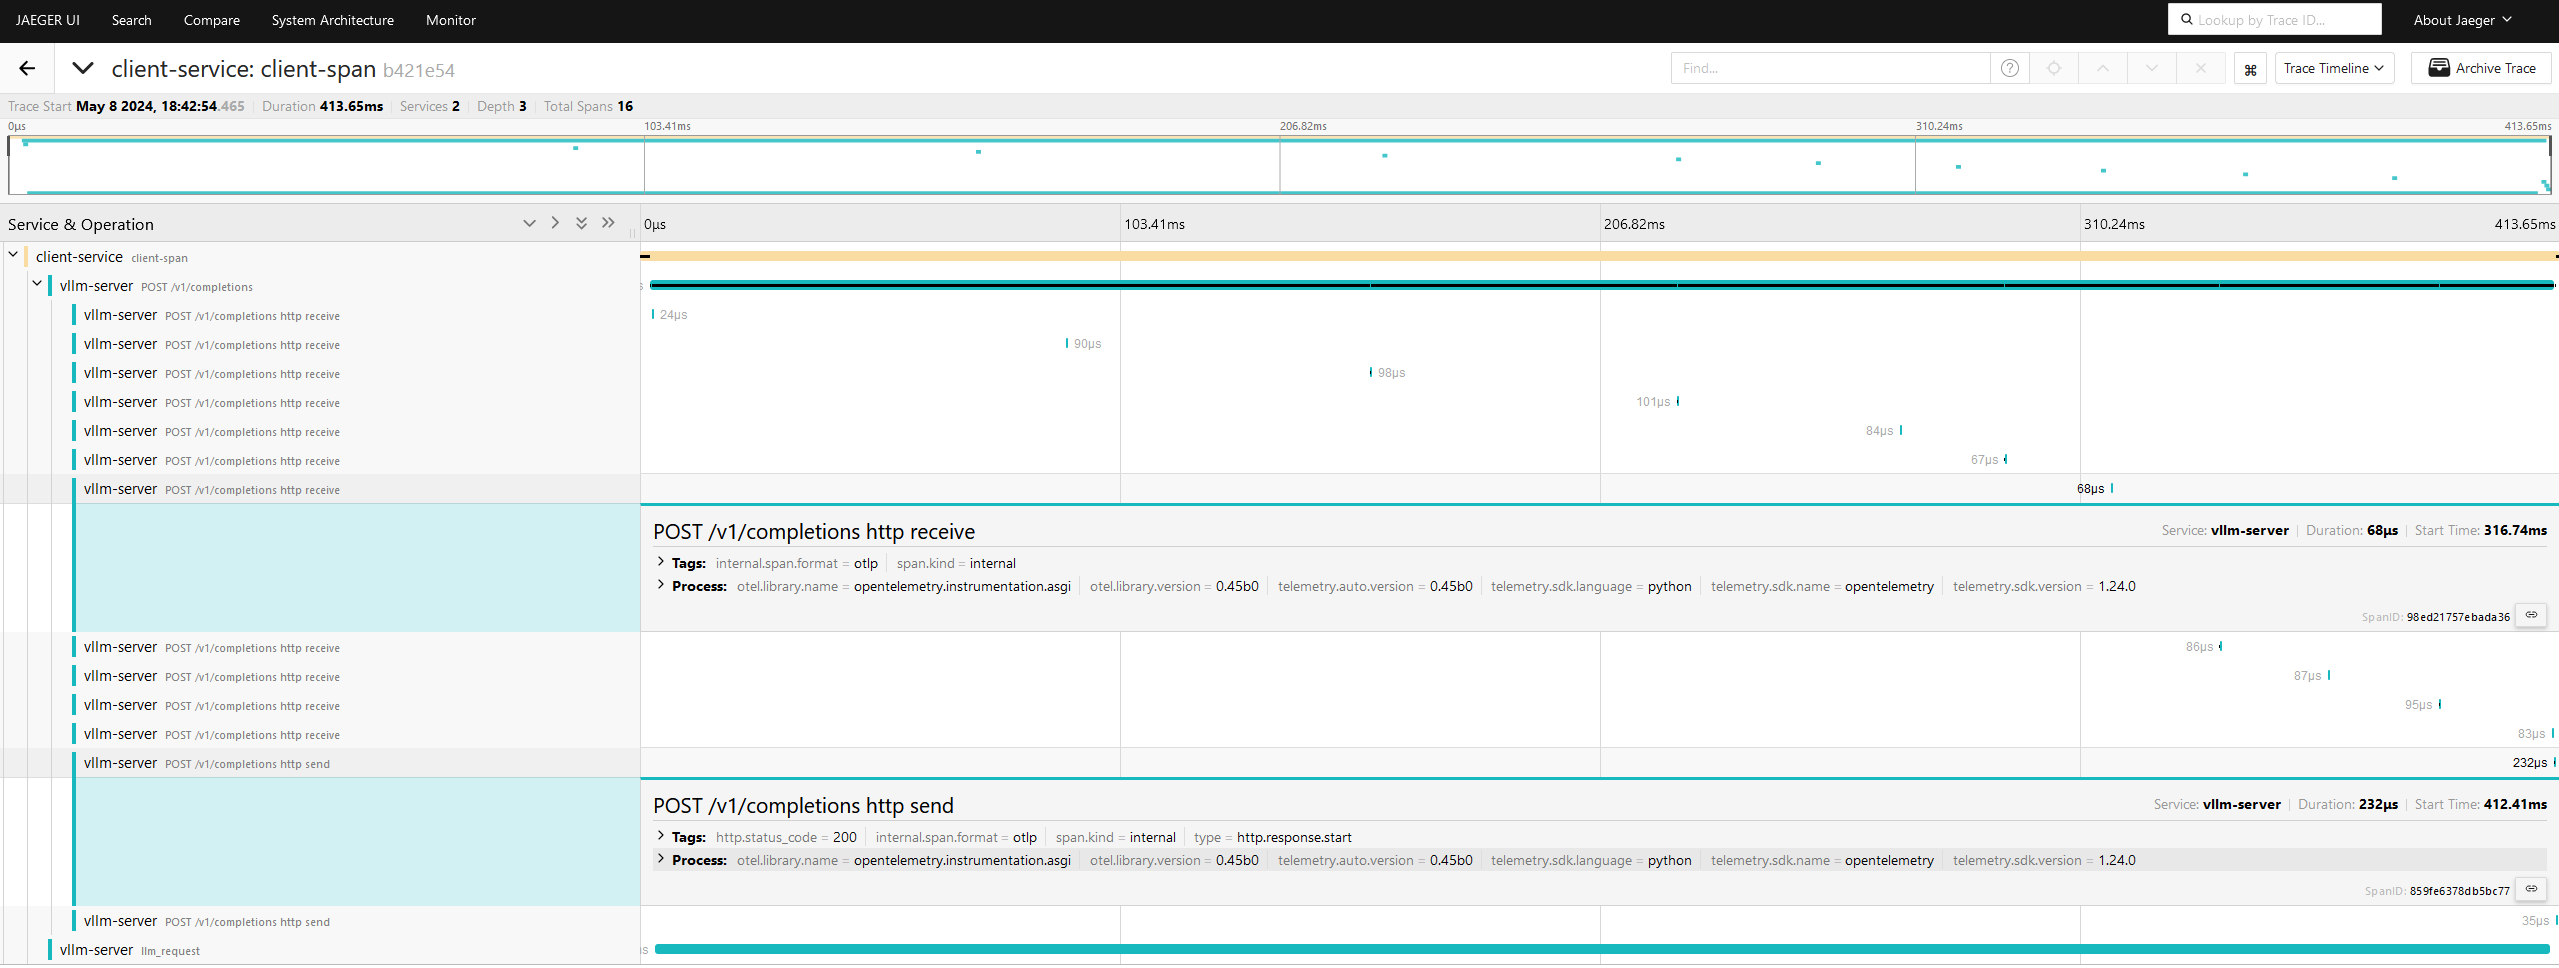 JAEGER UI Search Compare System Architecture Monitor Lookup by Trace ID... About Jaeger
client-service: client-span b421e54 Find... Trace Timeline Archive Trace
Trace Start May 8 2024, 18:42:54.465 Duration 413.65ms Services 2 Depth 3 Total Spans 16
0μs 103.41ms 206.82ms 310.24ms 413.65ms
Service & Operation 0μs 103.41ms 206.82ms 310.24ms 413.65ms
client-service client-span
vllm-server POST /v1/completions
vllm-server POST /v1/completions http receive 24μs
vllm-server POST /v1/completions http receive 90μs
vllm-server POST /v1/completions http receive 98μs
vllm-server POST /v1/completions http receive 101μs
vllm-server POST /v1/completions http receive 84μs
vllm-server POST /v1/completions http receive 67μs
vllm-server POST /v1/completions http receive 68μs
POST /v1/completions http receive Service: vllm-server Duration: 68μs Start Time: 316.74ms
Tags: internal.span.format = otlp span.kind = internal
Process: otel.library.name = opentelemetry.instrumentation.asgi otel.library.version = 0.45b0 telemetry.auto.version = 0.45b0 telemetry.sdk.language = python telemetry.sdk.name = opentelemetry telemetry.sdk.version = 1.24.0
SpanID: 98ed21757ebada36
vllm-server POST /v1/completions http receive 86μs
vllm-server POST /v1/completions http receive 87μs
vllm-server POST /v1/completions http receive 95μs
vllm-server POST /v1/completions http receive 83μs
vllm-server POST /v1/completions http send 232μs
POST /v1/completions http send Service: vllm-server Duration: 232μs Start Time: 412.41ms
Tags: http.status_code = 200 internal.span.format = otlp span.kind = internal type = http.response.start
Process: otel.library.name = opentelemetry.instrumentation.asgi otel.library.version = 0.45b0 telemetry.auto.version = 0.45b0 telemetry.sdk.language = python telemetry.sdk.name = opentelemetry telemetry.sdk.version = 1.24.0
SpanID: 859fe6378db5bc77
vllm-server POST /v1/completions http send 35μs
vllm-server llm_request